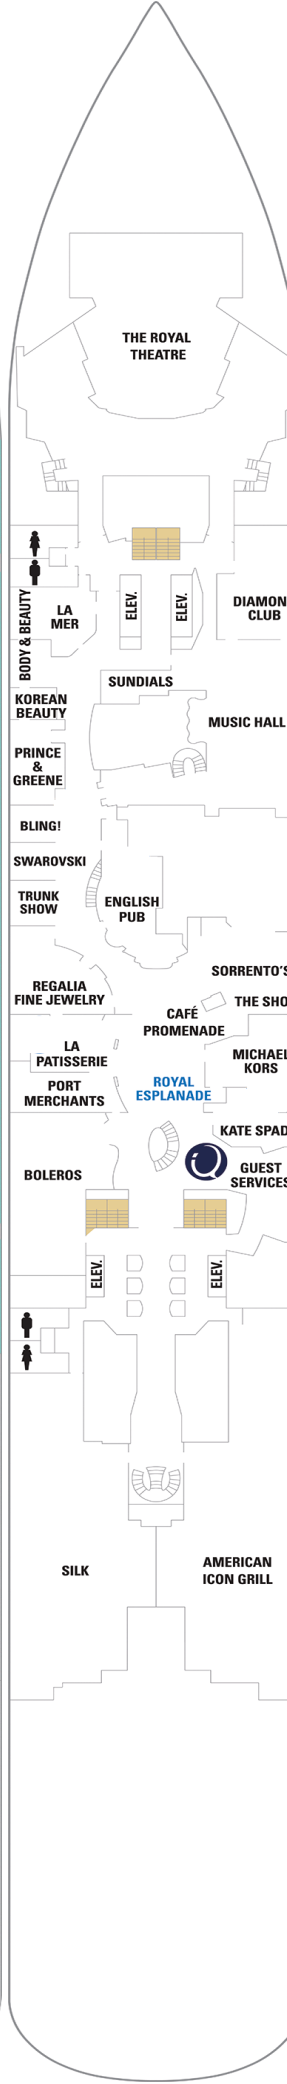 THE ROYAL
THEATRE
ELEV.
ELEV.
BODY & BEAUTY
LA
MER
DIAMON
CLUB
SUNDIALS
KOREAN
BEAUTY
MUSIC HALL
PRINCE
&
GREENE
BLING!
SWAROVSKI
TRUNK
SHOW
ENGLISH
PUB
SORRENTO'S
REGALIA
FINE JEWELRY
THE SHO
CAFÉ
PROMENADE
LA
PATISSERIE
MICHAEL
KORS
PORT
MERCHANTS
ROYAL
ESPLANADE
KATE SPAD
BOLEROS
GUEST
SERVICES
ELEV.
ELEV.
SILK
AMERICAN
ICON GRILL